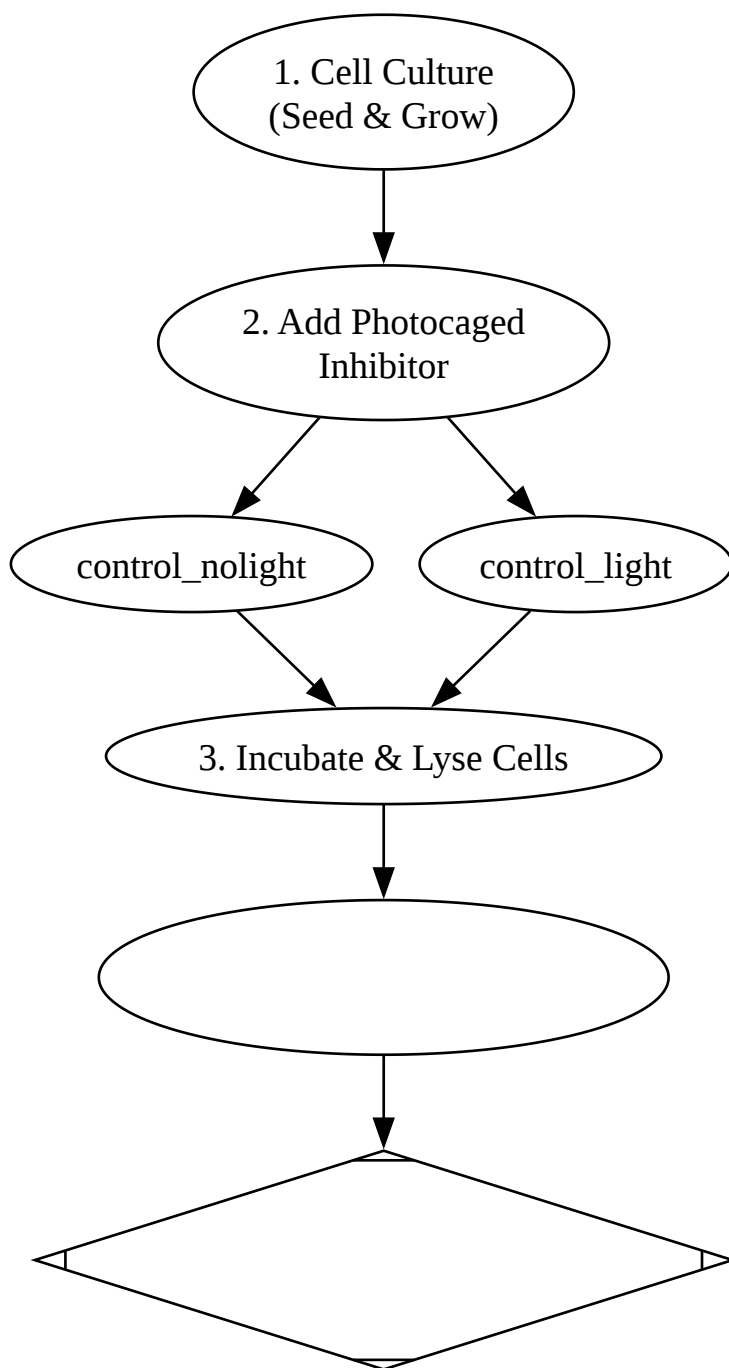 1. Cell Culture
(Seed & Grow)
2. Add Photocaged
Inhibitor
control_nolight
control_light
3. Incubate & Lyse Cells